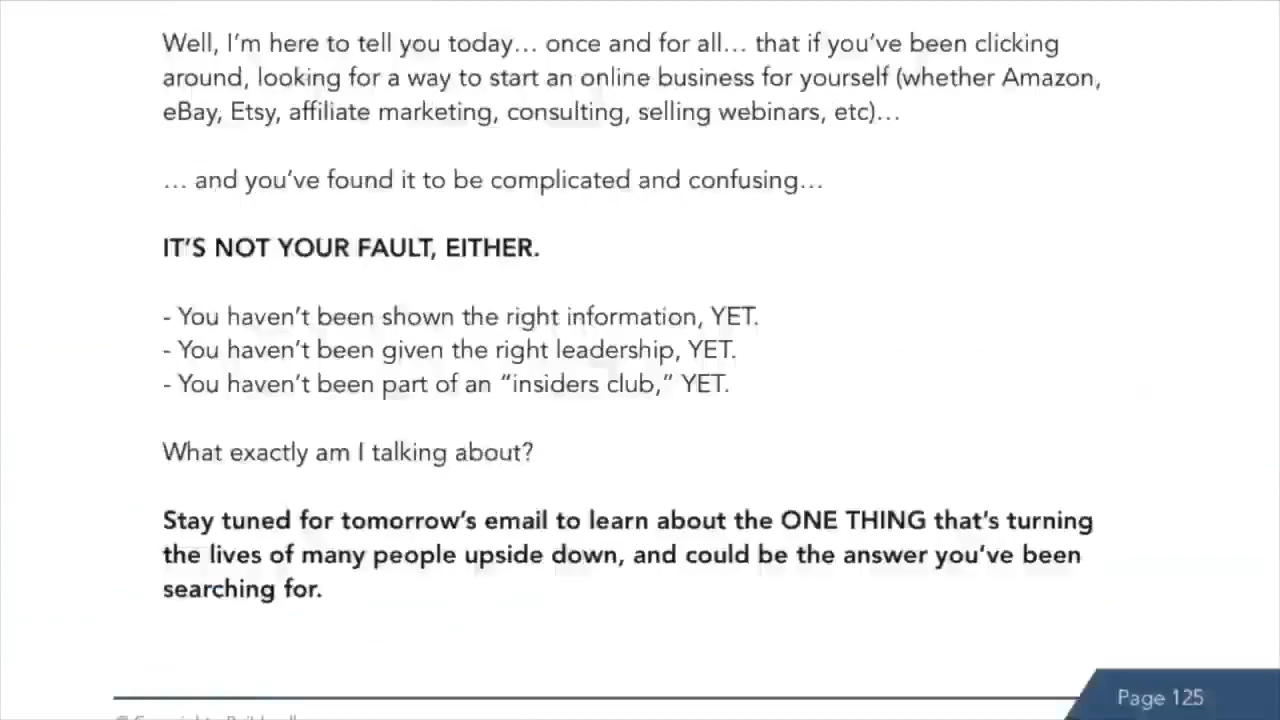 Well, I’m here to tell you today… once and for all… that if you’ve been clicking
around, looking for a way to start an online business for yourself (whether Amazon,
eBay, Etsy, affiliate marketing, consulting, selling webinars, etc)…
… and you’ve found it to be complicated and confusing…
IT’S NOT YOUR FAULT, EITHER.
- You haven’t been shown the right information, YET.
- You haven’t been given the right leadership, YET.
- You haven’t been part of an “insiders club,” YET.
What exactly am I talking about?
Stay tuned for tomorrow’s email to learn about the ONE THING that’s turning
the lives of many people upside down, and could be the answer you’ve been
searching for.
Page 125